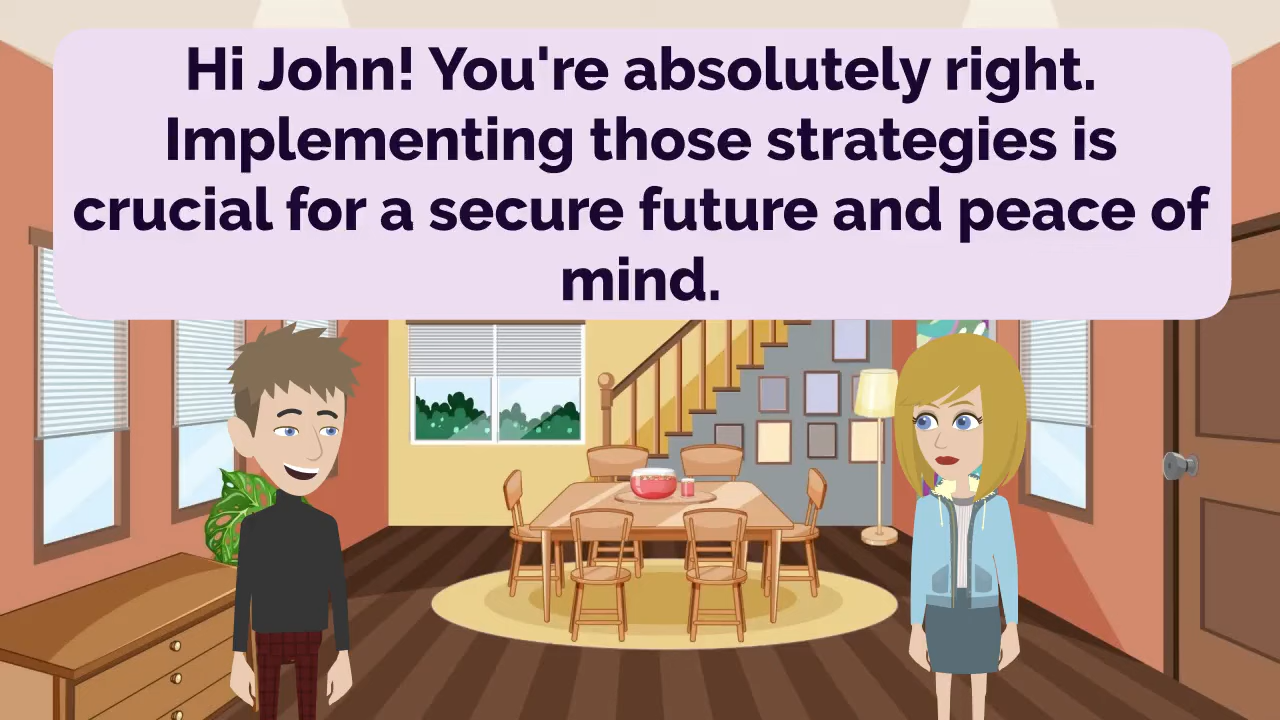 Hi John! You're absolutely right.
Implementing those strategies is
crucial for a secure future and peace of
mind.